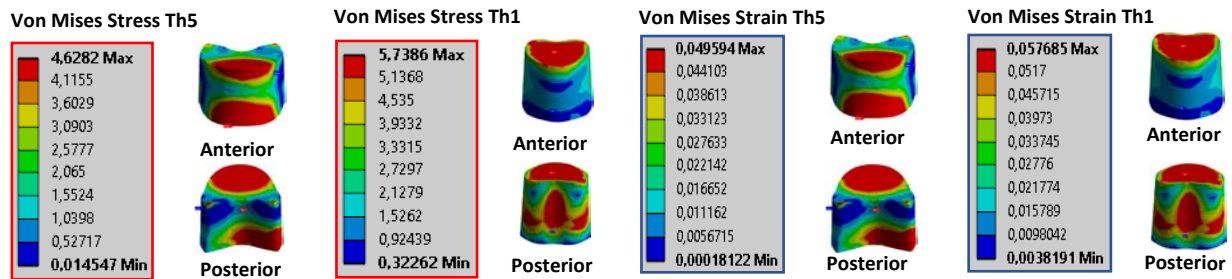 Von Mises Stress Th5
4,6282 Max
4,1155
3,6029
3,0903
2,5777
2,065
1,5524
1,0398
0,52717
0,014547 Min
Anterior
Posterior
Von Mises Stress Th1
5,7386 Max
5,1368
4,535
3,9332
3,3315
2,7297
2,1279
1,5262
0,92439
0,32262 Min
Anterior
Posterior
Von Mises Strain Th5
0,049594 Max
0,044103
0,038613
0,033123
0,027633
0,022142
0,016652
0,011162
0,0056715
0,00018122 Min
Anterior
Posterior
Von Mises Strain Th1
0,057685 Max
0,0517
0,045715
0,03973
0,033745
0,02776
0,021774
0,015789
0,0098042
0,0038191 Min
Anterior
Posterior